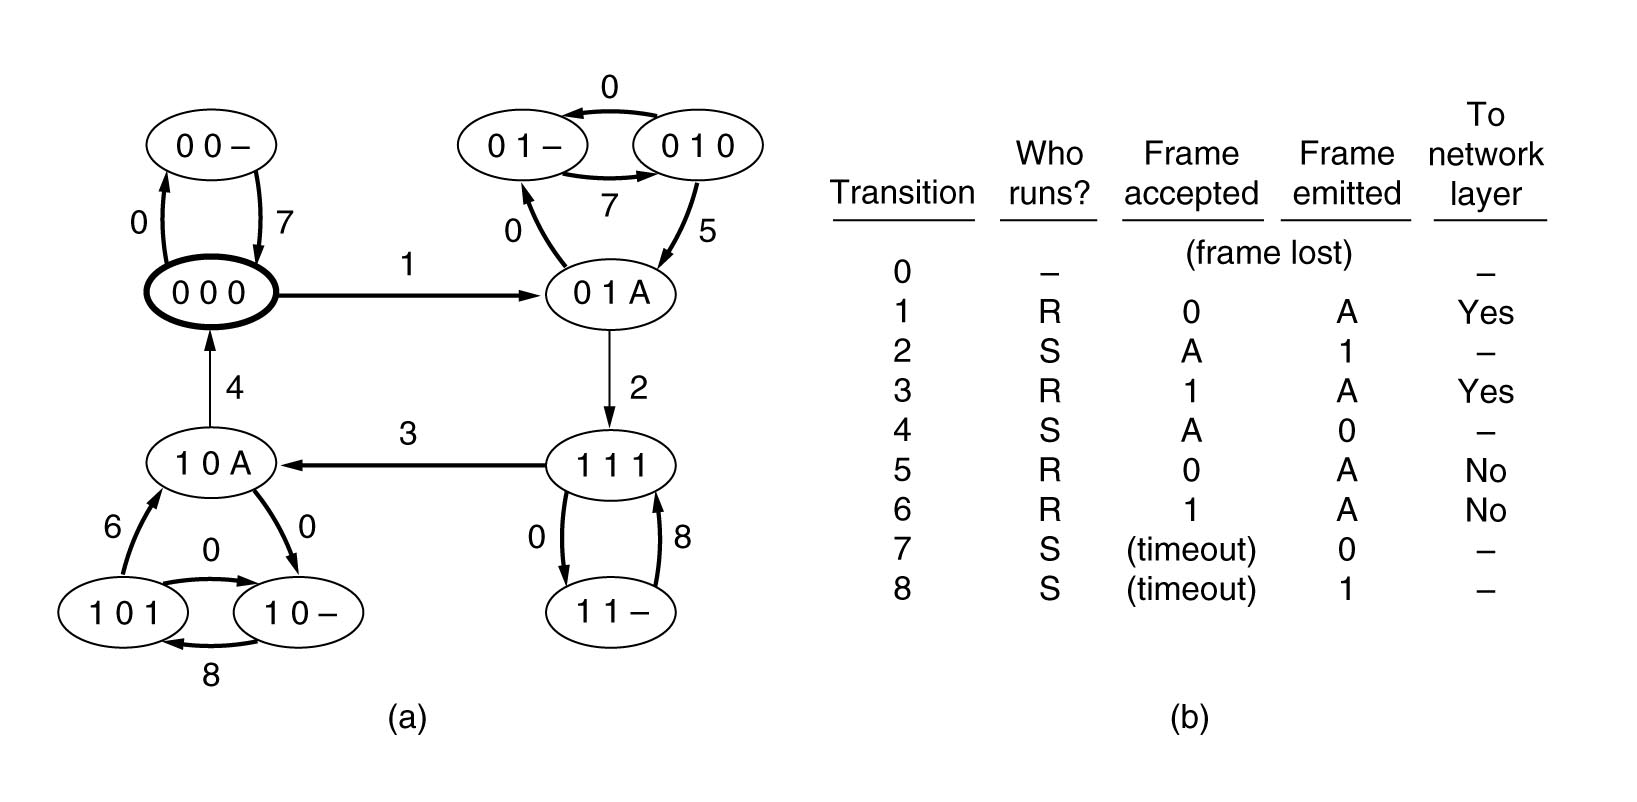 0
0 0 –
0 1 –
0 1 0
7
0
7
0
5
1
0 0 0
0 1 A
4
2
3
1 0 A
1 1 1
6
0
0
0
8
1 0 1
1 0 –
1 1 –
8
(a)
Transition Who runs? Frame accepted Frame emitted To network layer
0 – (frame lost) –
1 R 0 A Yes
2 S A 1 –
3 R 1 A Yes
4 S A 0 –
5 R 0 A No
6 R 1 A No
7 S (timeout) 0 –
8 S (timeout) 1 –
(b)